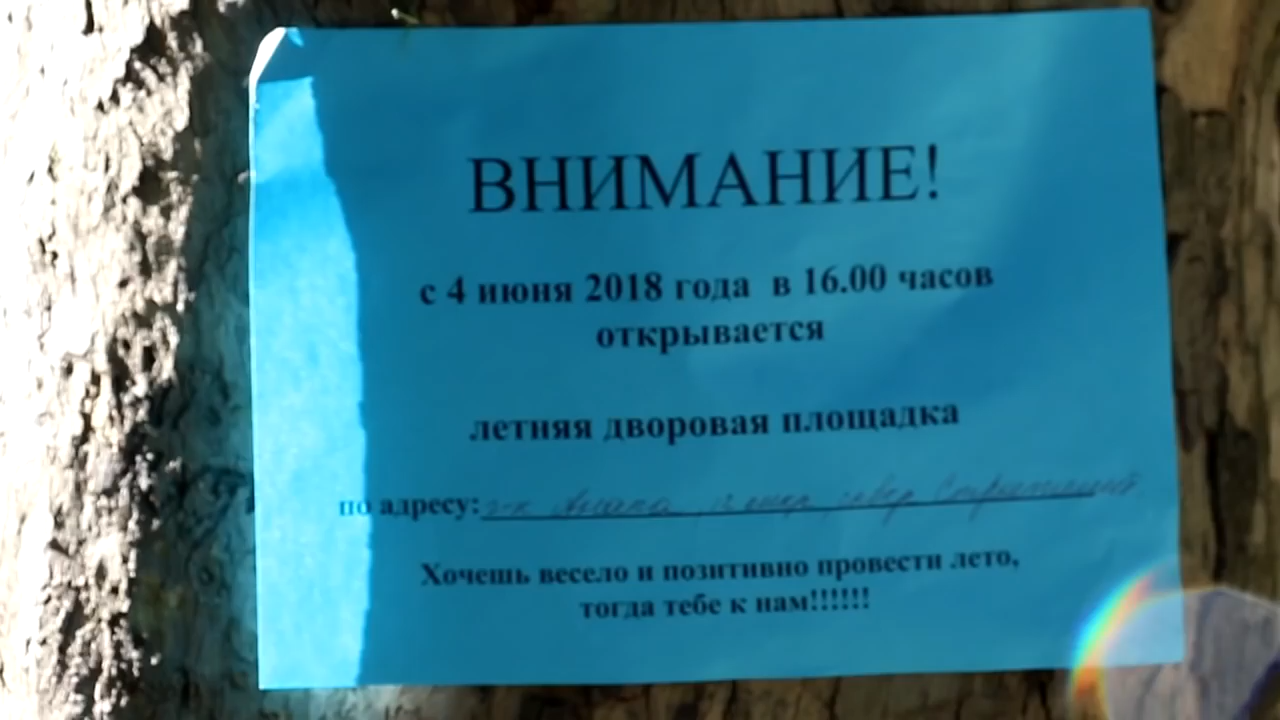 ВНИМАНИЕ!
с 4 июня 2018 года в 16.00 часов
открывается
летняя дворовая площадка
по адресу: г-к Анапа
Хочешь весело и позитивно провести лето,
тогда тебе к нам!!!!!!